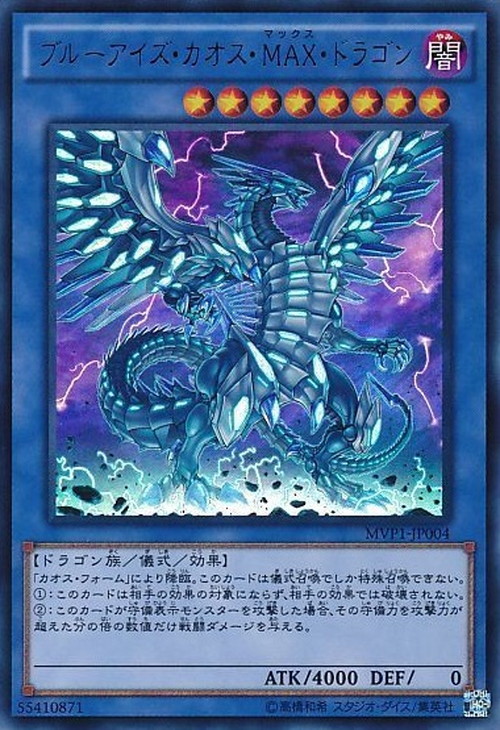 マックス
ブルーアイズ・カオス・MAX・ドラゴン
やみ
闇
MVP1-JP004
【ドラゴン族／儀式／効果】
「カオス・フォーム」により降臨。このカードは儀式召喚でしか特殊召喚できない。
①：このカードは相手の効果の対象にならず、相手の効果では破壊されない。
②：このカードが守備表示モンスターを攻撃した場合、その守備力を攻撃力が
超えた分の倍の数値だけ戦闘ダメージを与える。
ATK/4000 DEF/ 0
55410871
©高橋和希 スタジオ・ダイス/集英社